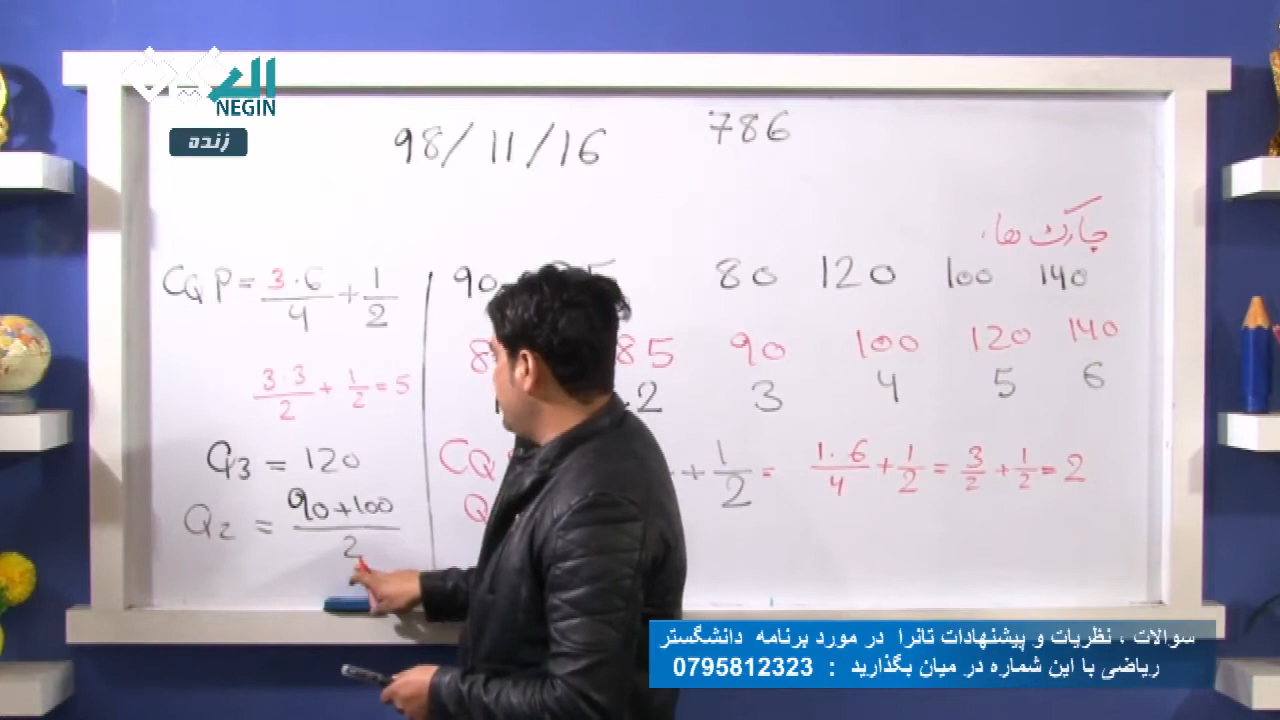 النگین
NEGIN
زنده
98/11/16
786
چارک ها
90 80 120 100 140
85 90 100 120 140
2 3 4 5 6
CQP = 3·6/4 + 1/2
3·3/2 + 1/2 = 5
Q3 = 120
Q2 = 90+100/2
CQ + 1/2 = 1·6/4 + 1/2 = 3/2 + 1/2 = 2
Q
سوالات ، نظریات و پیشنهادات تانرا در مورد برنامه دانشگستر
ریاضی با این شماره در میان بگذارید : 0795812323